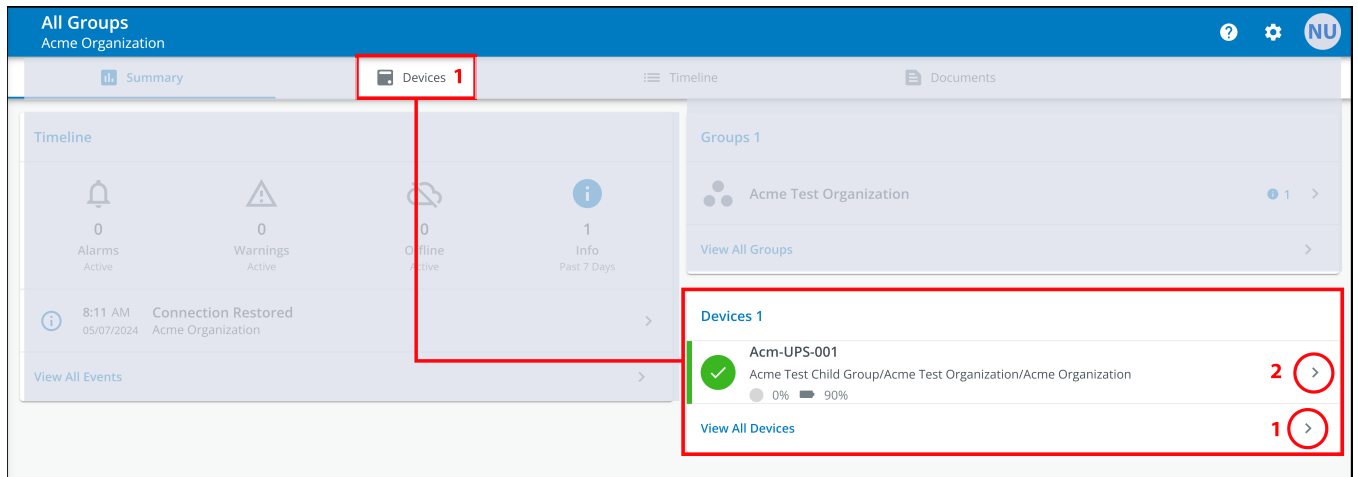 All Groups
Acme Organization
NU
Summary
Devices 1
Timeline
Documents
Timeline
0
Alarms
Active
0
Warnings
Active
0
Offline
Active
1
Info
Past 7 Days
8:11 AM Connection Restored
05/07/2024 Acme Organization
View All Events
Groups 1
Acme Test Organization 1
View All Groups
Devices 1
Acm-UPS-001
Acme Test Child Group/Acme Test Organization/Acme Organization 2
0% 90%
View All Devices 1